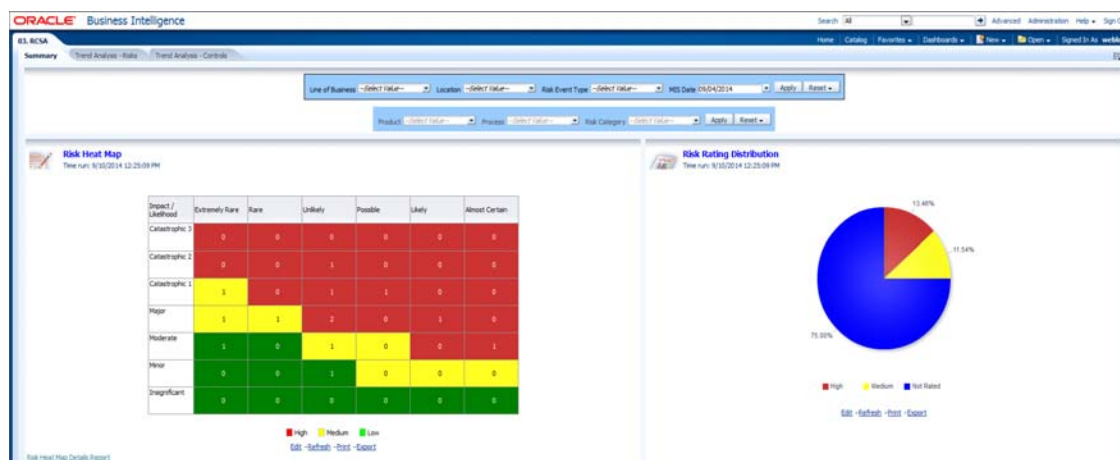 ORACLE Business Intelligence
Search All Advanced Administration Help Sign O
03. RCSA
Home Catalog Favorites Dashboards New Open Signed In As weblo
Summary Trend Analysis -Risks Trend Analysis - Controls
Line of Business --Select Value-- Location --Select Value-- Risk Event Type --Select Value-- MIS Date 09/04/2014 Apply Reset
Product --Select Value-- Process --Select Value-- Risk Category --Select Value-- Apply Reset
Risk Heat Map
Time run: 9/10/2014 12:25:09 PM
Impact / Likelihood Extremely Rare Rare Unlikely Possible Likely Almost Certain
Catastrophic 3 0 0 0 0 0 0
Catastrophic 2 0 0 1 0 0 0
Catastrophic 1 1 0 1 1 0 0
Major 1 1 2 0 1 0
Moderate 1 0 1 0 0 1
Minor 0 0 1 0 0 0
Insignificant 0 0 0 0 0 0
High Medium Low
Edit -Refresh -Print -Export
Risk Heat Map Details Report
Risk Rating Distribution
Time run: 9/10/2014 12:25:09 PM
13.46%
11.54%
75.00%
High Medium Not Rated
Edit -Refresh -Print -Export